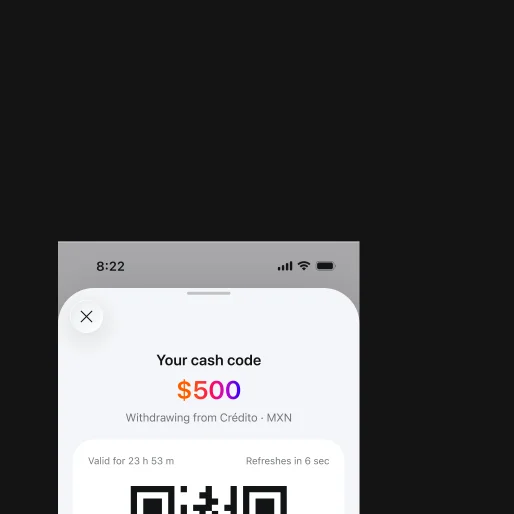 8:22
Your cash code
$500
Withdrawing from Crédito · MXN
Valid for 23 h 53 m
Refreshes in 6 sec